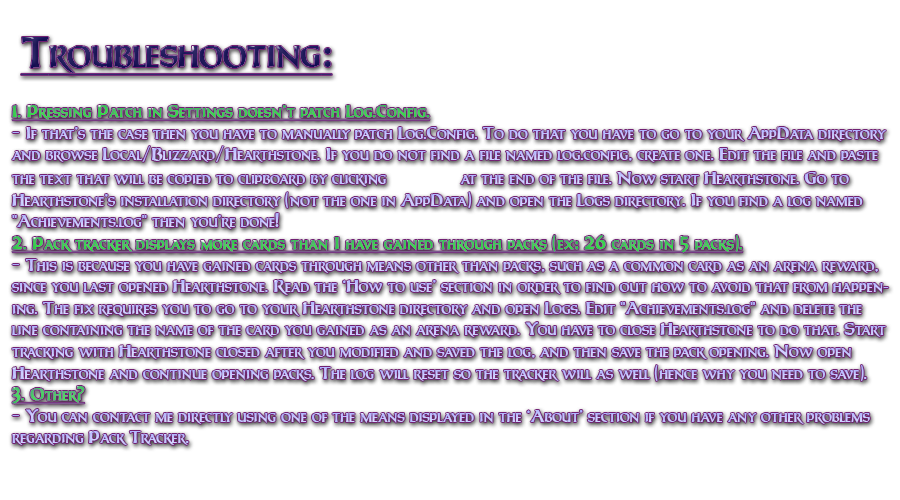 Troubleshooting:
1. Pressing Patch in Settings doesn't patch Log.Config.
- If that's the case then you have to manually patch Log.Config. To do that you have to go to your AppData directory
and browse Local/Blizzard/Hearthstone. If you do not find a file named log.config, create one. Edit the file and paste
the text that will be copied to clipboard by clicking at the end of the file. Now start Hearthstone. Go to
Hearthstone's installation directory (not the one in AppData) and open the Logs directory. If you find a log named
"Achievements.log" then you're done!
2. Pack tracker displays more cards than I have gained through packs (ex: 26 cards in 5 packs).
- This is because you have gained cards through means other than packs, such as a common card as an arena reward,
since you last opened Hearthstone. Read the 'How to use' section in order to find out how to avoid that from happen-
ing. The fix requires you to go to your Hearthstone directory and open Logs. Edit "Achievements.log" and delete the
line containing the name of the card you gained as an arena reward. You have to close Hearthstone to do that. Start
tracking with Hearthstone closed after you modified and saved the log, and then save the pack opening. Now open
Hearthstone and continue opening packs. The log will reset so the tracker will as well (hence why you need to save).
3. Other?
- You can contact me directly using one of the means displayed in the 'About' section if you have any other problems
regarding Pack Tracker.